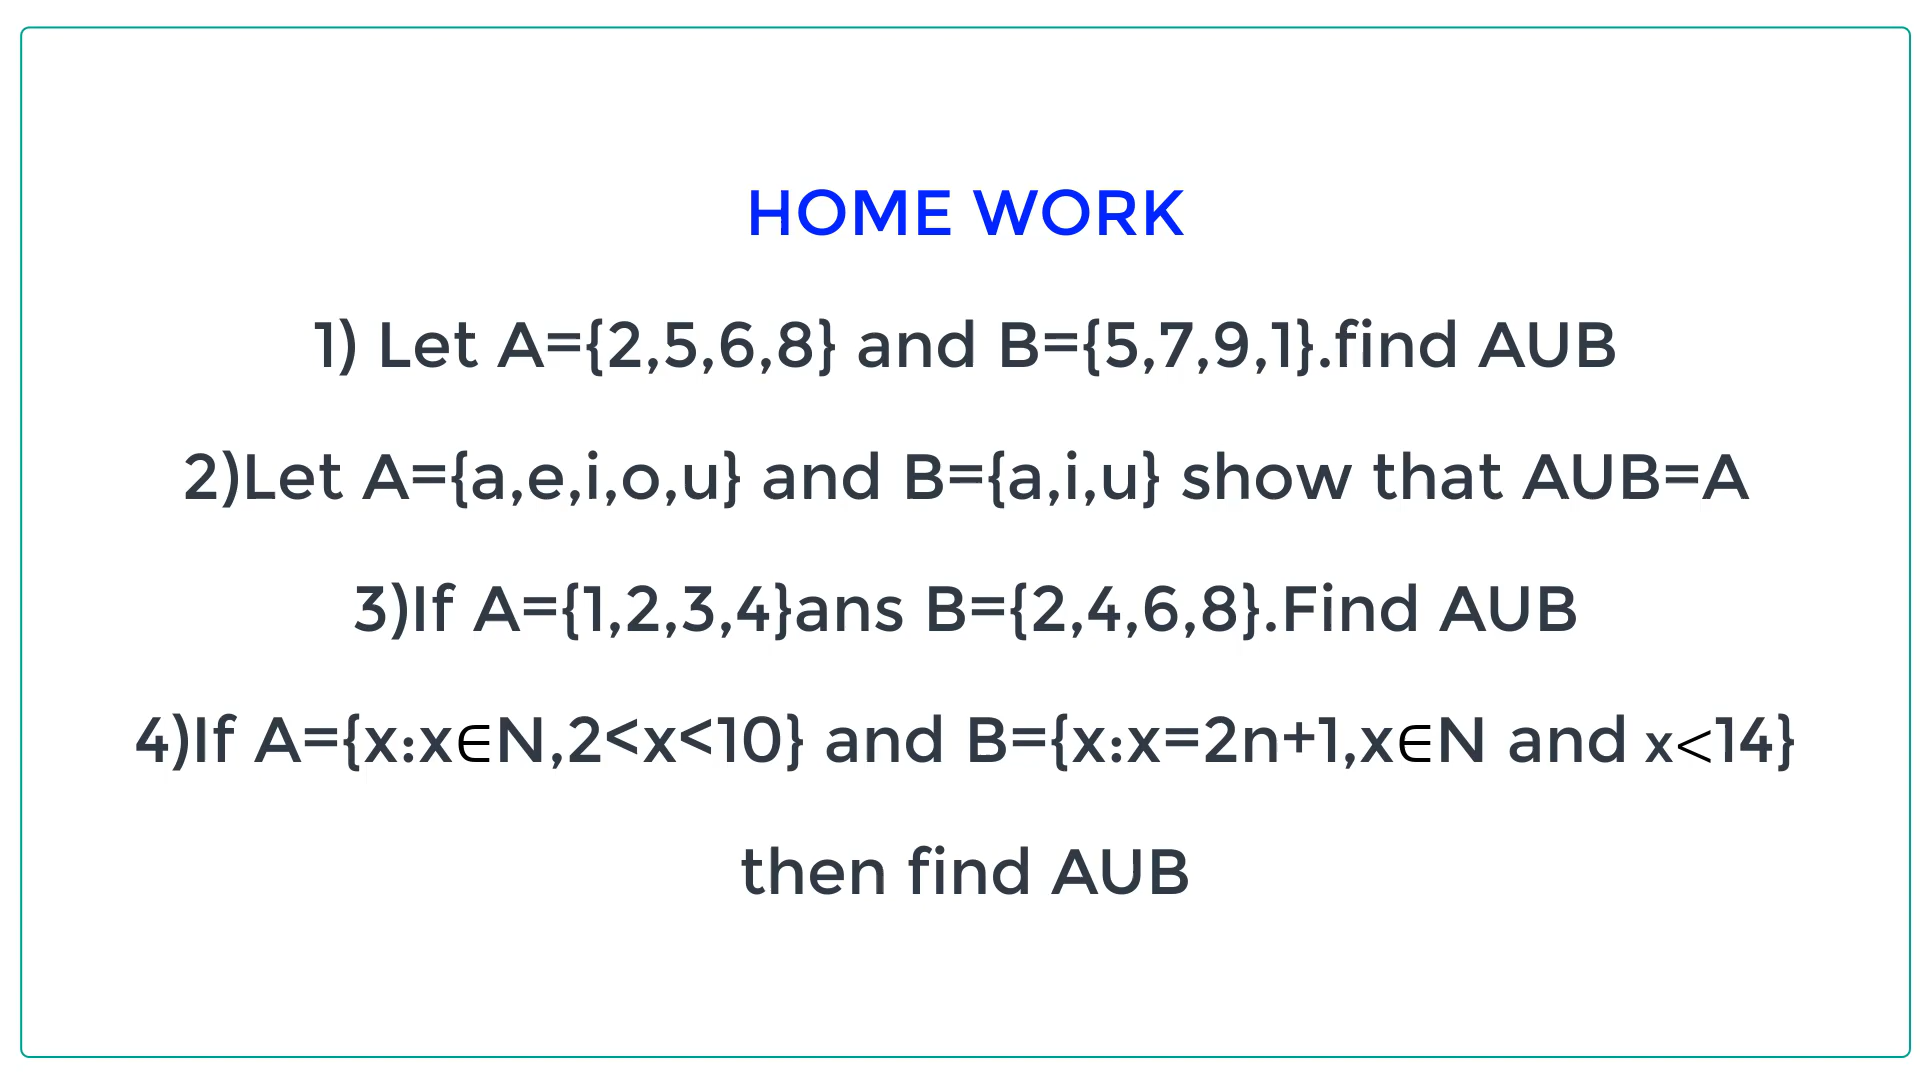 HOME WORK
1) Let A={2,5,6,8} and B={5,7,9,1}.find AUB
2)Let A={a,e,i,o,u} and B={a,i,u} show that AUB=A
3)If A={1,2,3,4}ans B={2,4,6,8}.Find AUB
4)If A={x:x∈N,2<x<10} and B={x:x=2n+1,x∈N and x<14}
then find AUB